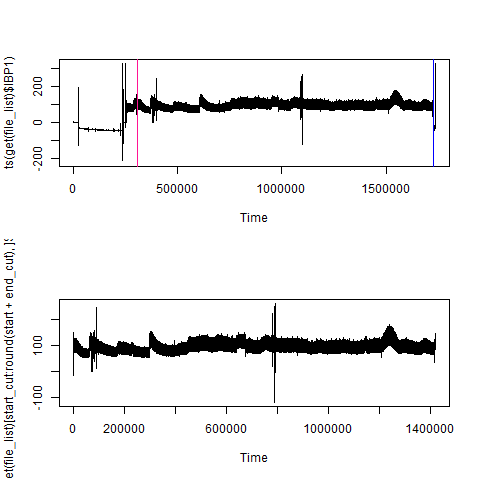 ts(get(file_list)$IBP1)
200
0
-200
0 500000 1000000 1500000
Time
et(file_list)[start_cut:round(start + end_cut), ]
100
-100
0 200000 600000 1000000 1400000
Time